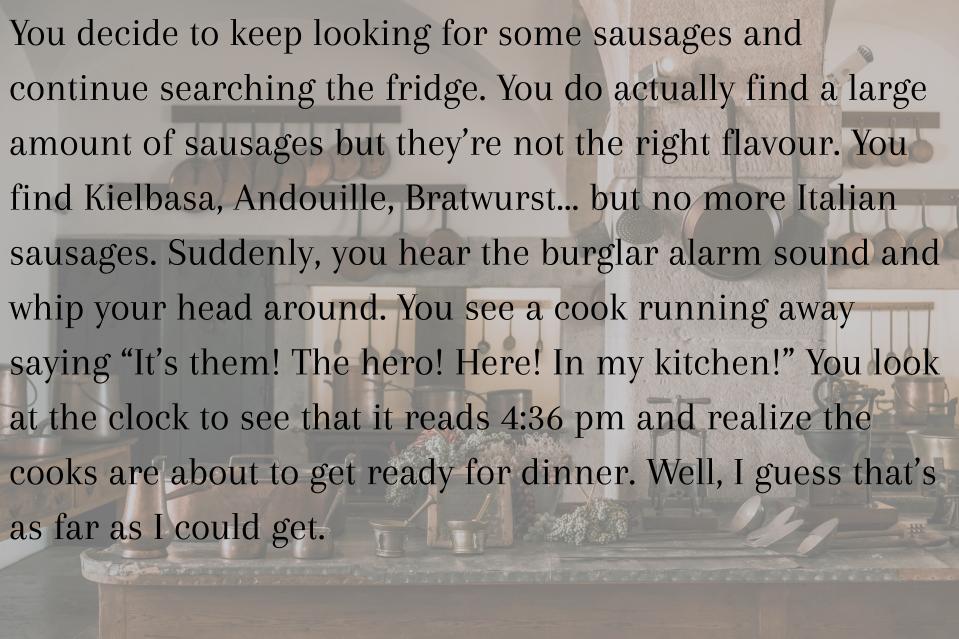 You decide to keep looking for some sausages and
continue searching the fridge. You do actually find a large
amount of sausages but they’re not the right flavour. You
find Kielbasa, Andouille, Bratwurst... but no more Italian
sausages. Suddenly, you hear the burglar alarm sound and
whip your head around. You see a cook running away
saying “It’s them! The hero! Here! In my kitchen!” You look
at the clock to see that it reads 4:36 pm and realize the
cooks are about to get ready for dinner. Well, I guess that’s
as far as I could get.